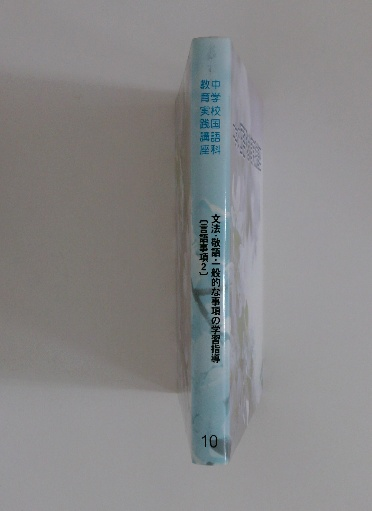 中学校国語科
教育実践講座
文法・敬語・一般的な事項の学習指導
〔言語事項2〕
10